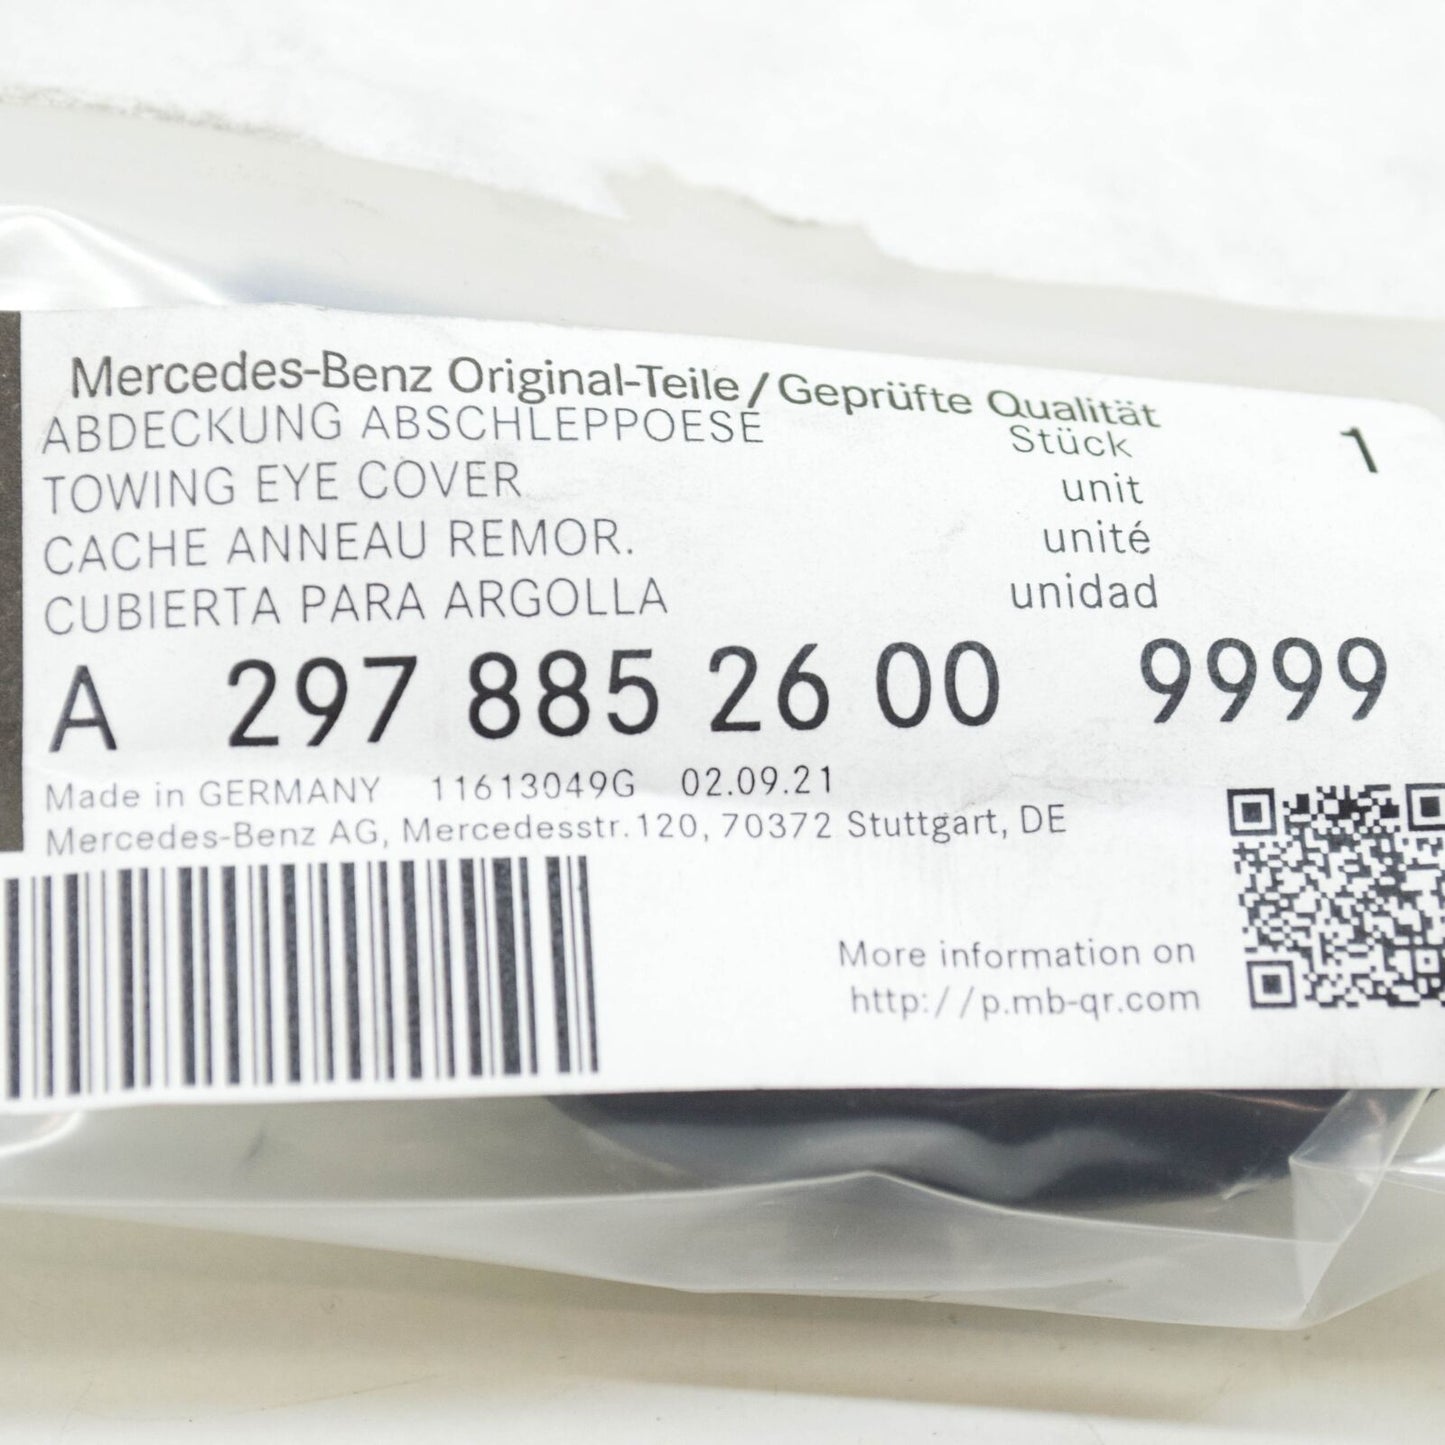 Mercedes-Benz Original-Teile/Geprüfte Qualität
ABDECKUNG ABSCHLEPPOESE Stück 1
TOWING EYE COVER unit
CACHE ANNEAU REMOR. unité
CUBIERTA PARA ARGOLLA unidad
A 297 885 26 00 9999
Made in GERMANY 11613049G 02.09.21
Mercedes-Benz AG, Mercedesstr.120, 70372 Stuttgart, DE
More information on
http://p.mb-qr.com